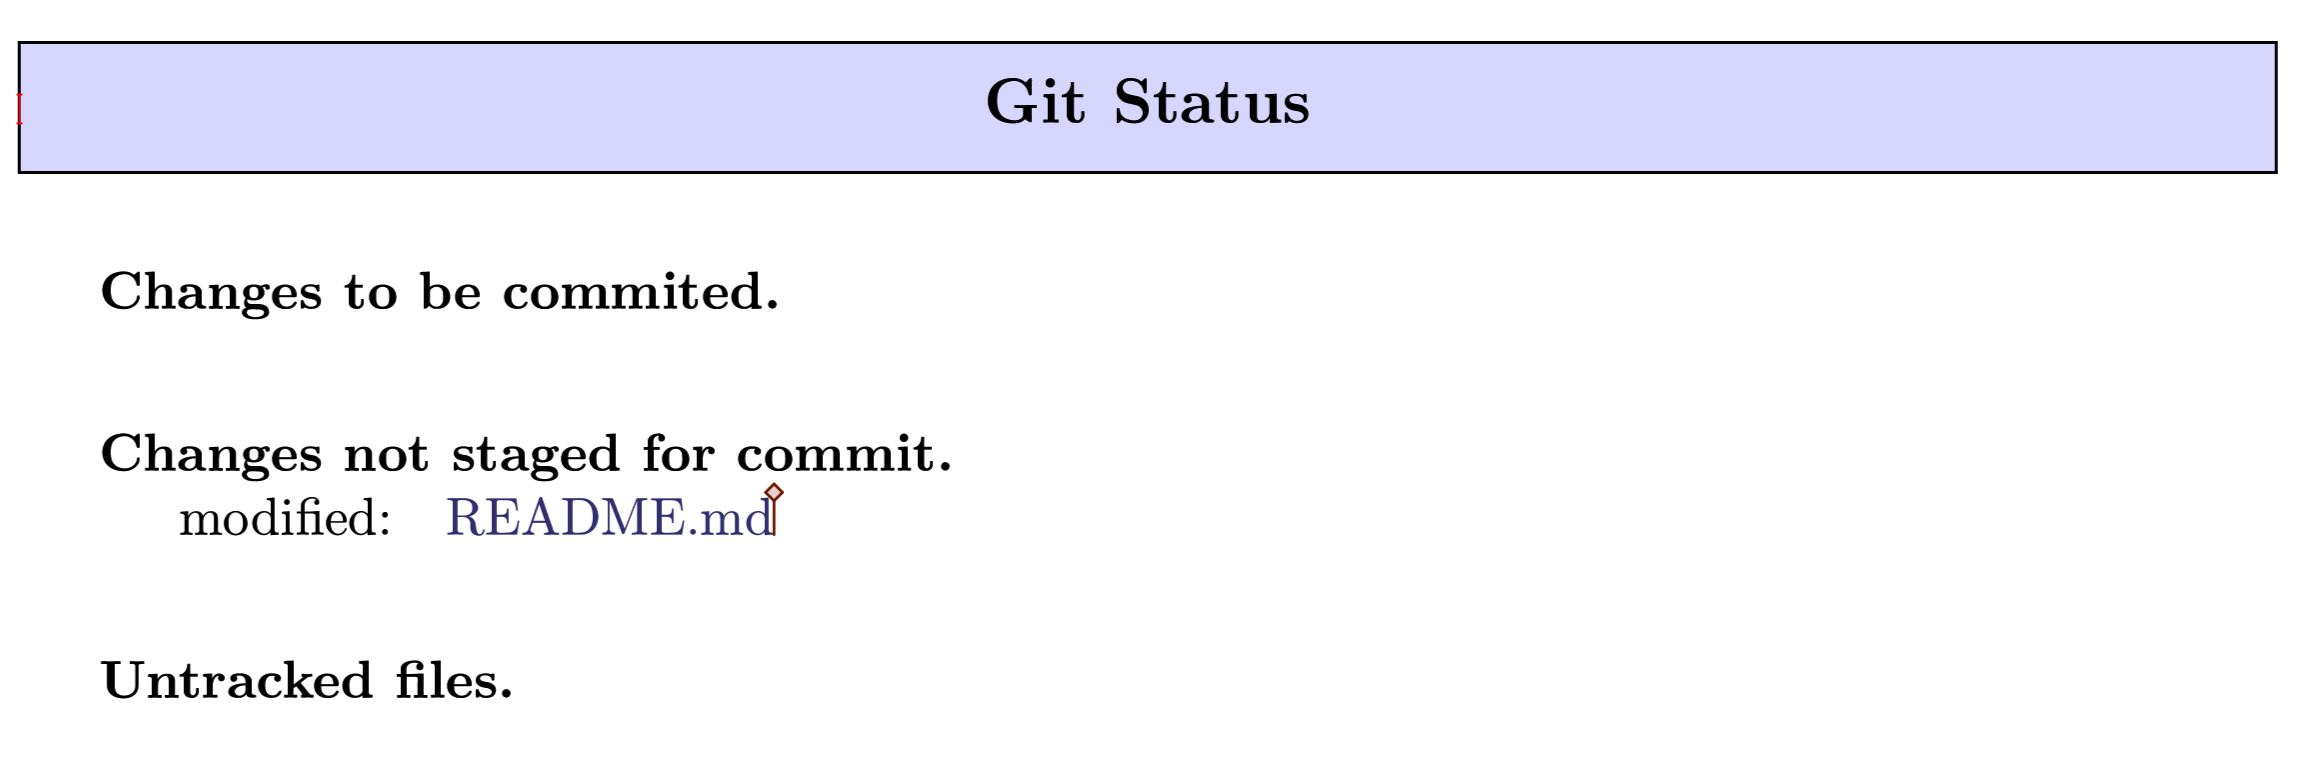 Git Status
Changes to be commited.
Changes not staged for commit.
modified: README.md
Untracked files.